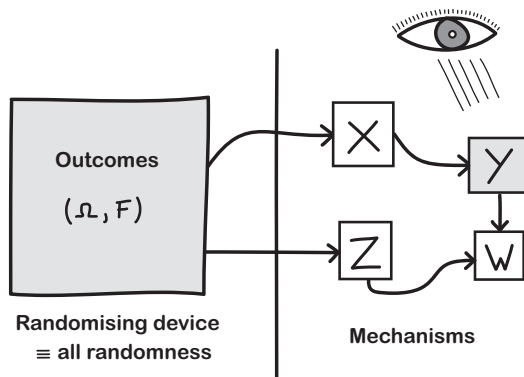 Outcomes
(Ω, F)
X
Y
Z
W
Randomising device
≡ all randomness
Mechanisms